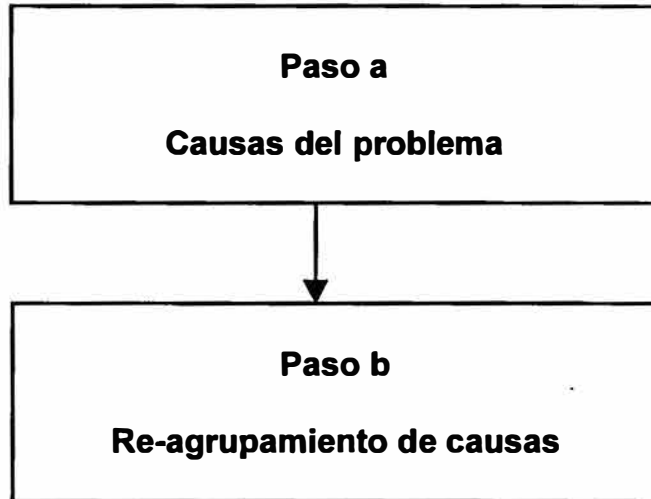 Paso a
Causas del problema
Paso b
Re-agrupamiento de causas